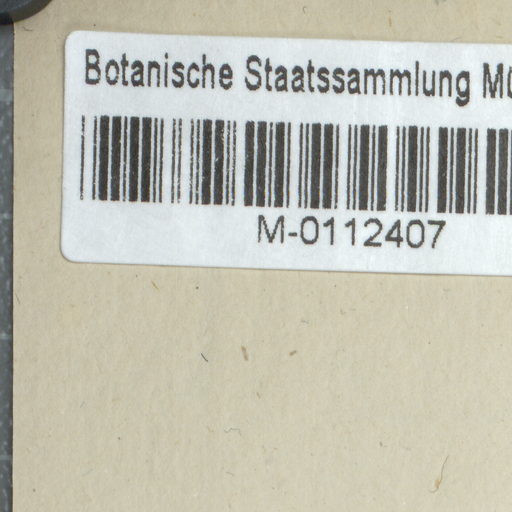 Botanische Staatssammlung Mü
M-0112407